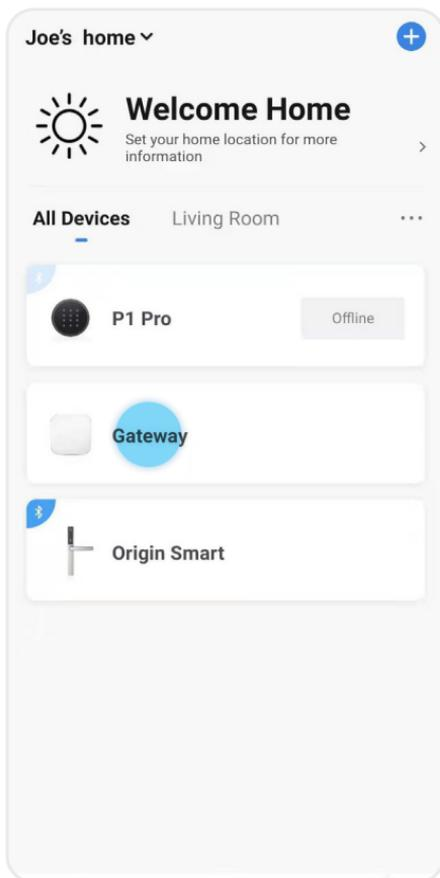 Joe's home
Welcome Home
Set your home location for more
information
All Devices
Living Room
...
P1 Pro
Offline
Gateway
Origin Smart